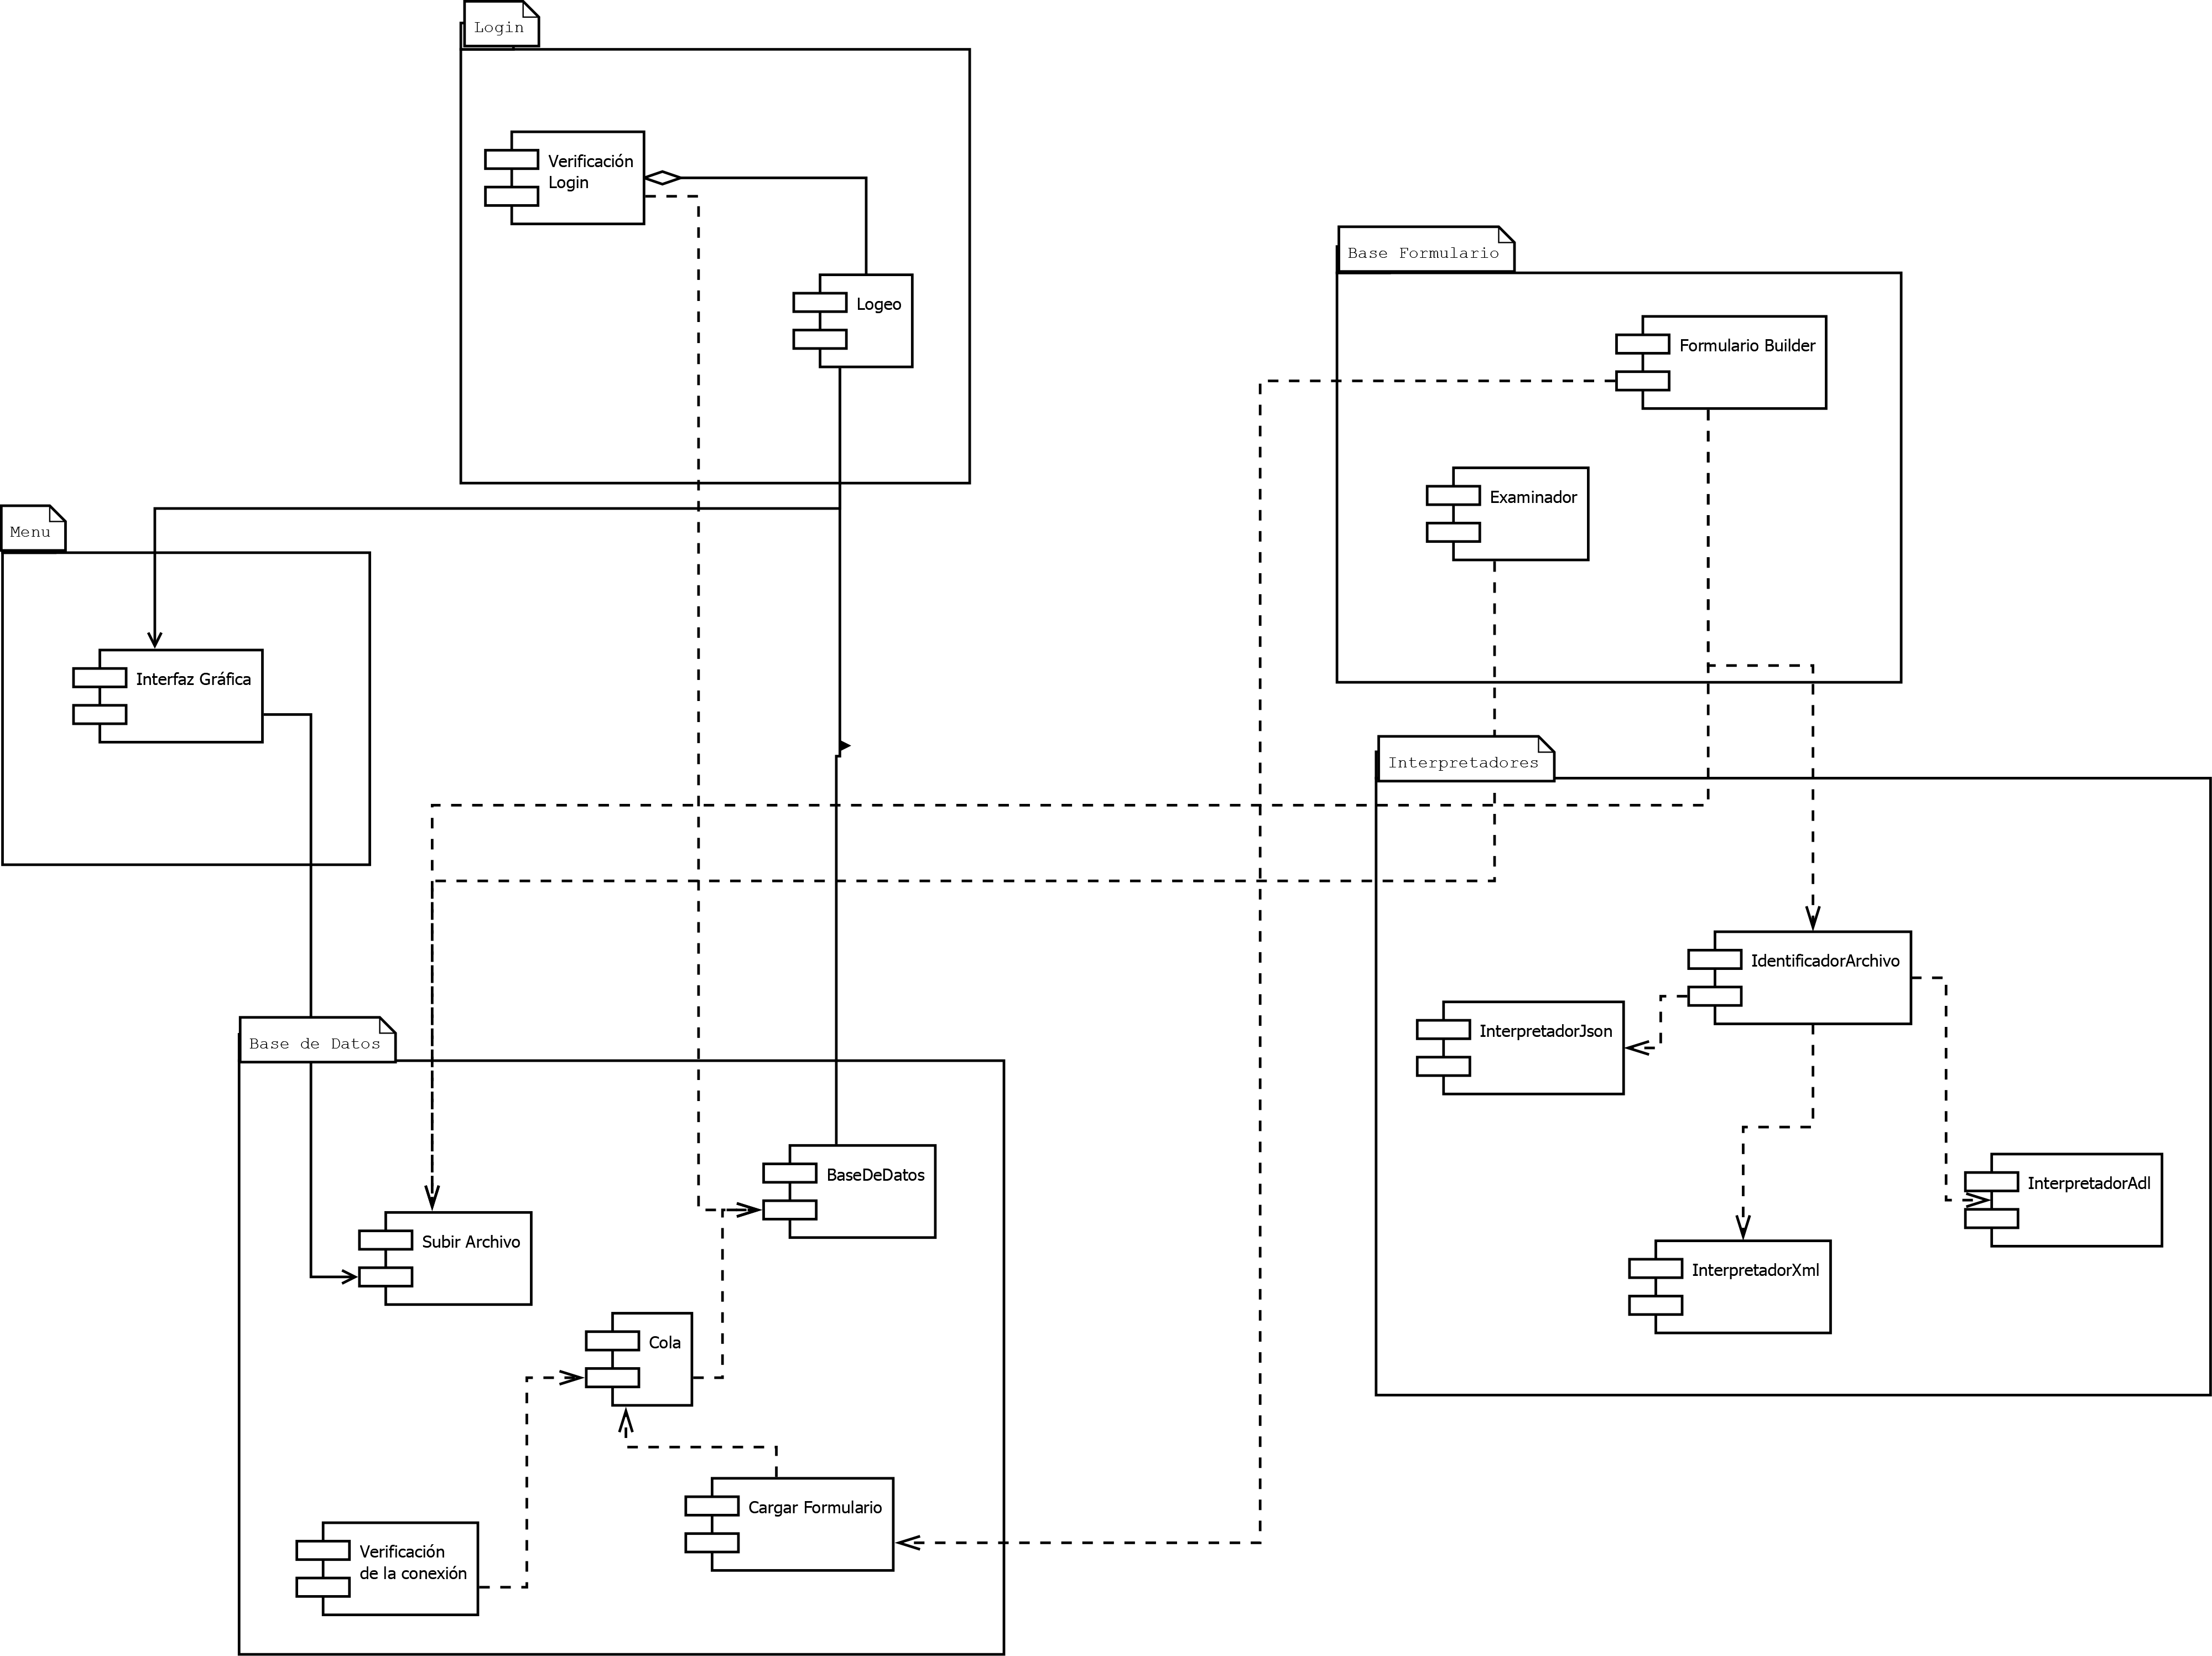 Login
Verificación
Login
Logeo
Base Formulario
Formulario Builder
Examinador
Menu
Interfaz Gráfica
Interpretadores
IdentificadorArchivo
InterpretadorJson
InterpretadorAdl
InterpretadorXml
Base de Datos
BaseDeDatos
Subir Archivo
Cola
Cargar Formulario
Verificación
de la conexión